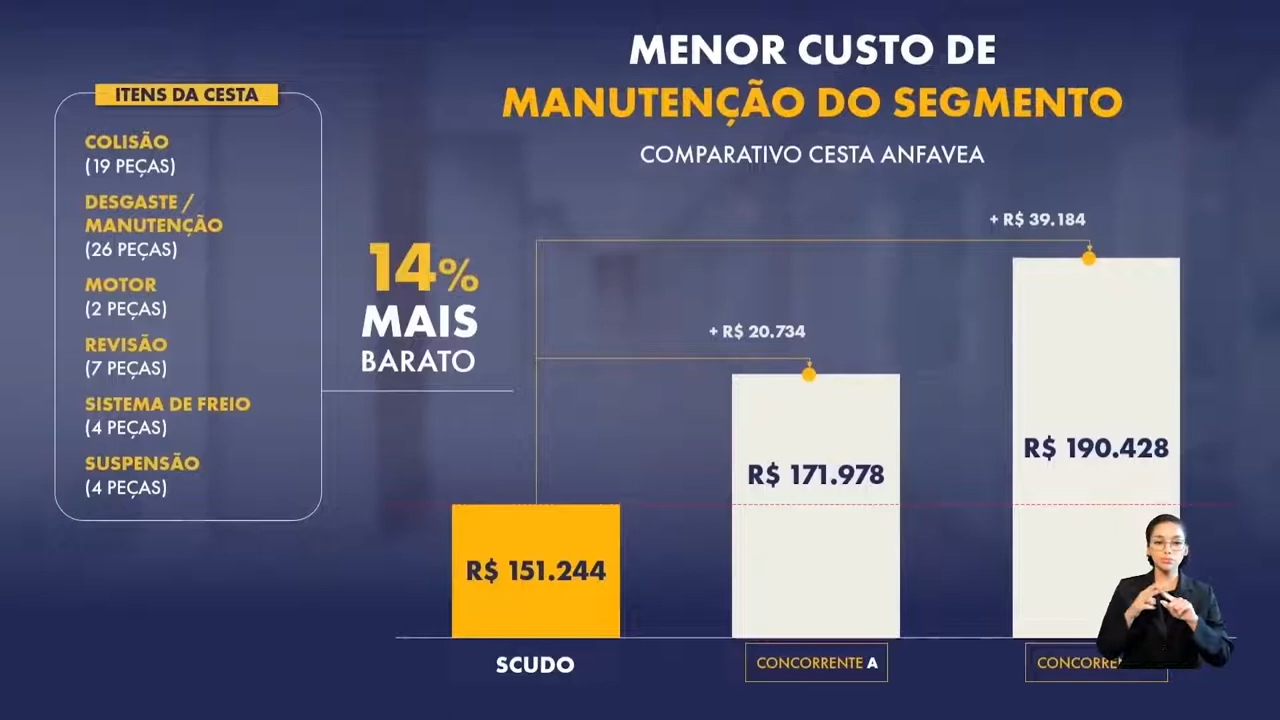 MENOR CUSTO DE
MANUTENÇÃO DO SEGMENTO
COMPARATIVO CESTA ANFAVEA
ITENS DA CESTA
COLISÃO
(19 PEÇAS)
DESGASTE /
MANUTENÇÃO
(26 PEÇAS)
MOTOR
(2 PEÇAS)
REVISÃO
(7 PEÇAS)
SISTEMA DE FREIO
(4 PEÇAS)
SUSPENSÃO
(4 PEÇAS)
14%
MAIS
BARATO
+ R$ 20.734
+ R$ 39.184
R$ 151.244
R$ 171.978
R$ 190.428
SCUDO
CONCORRENTE A